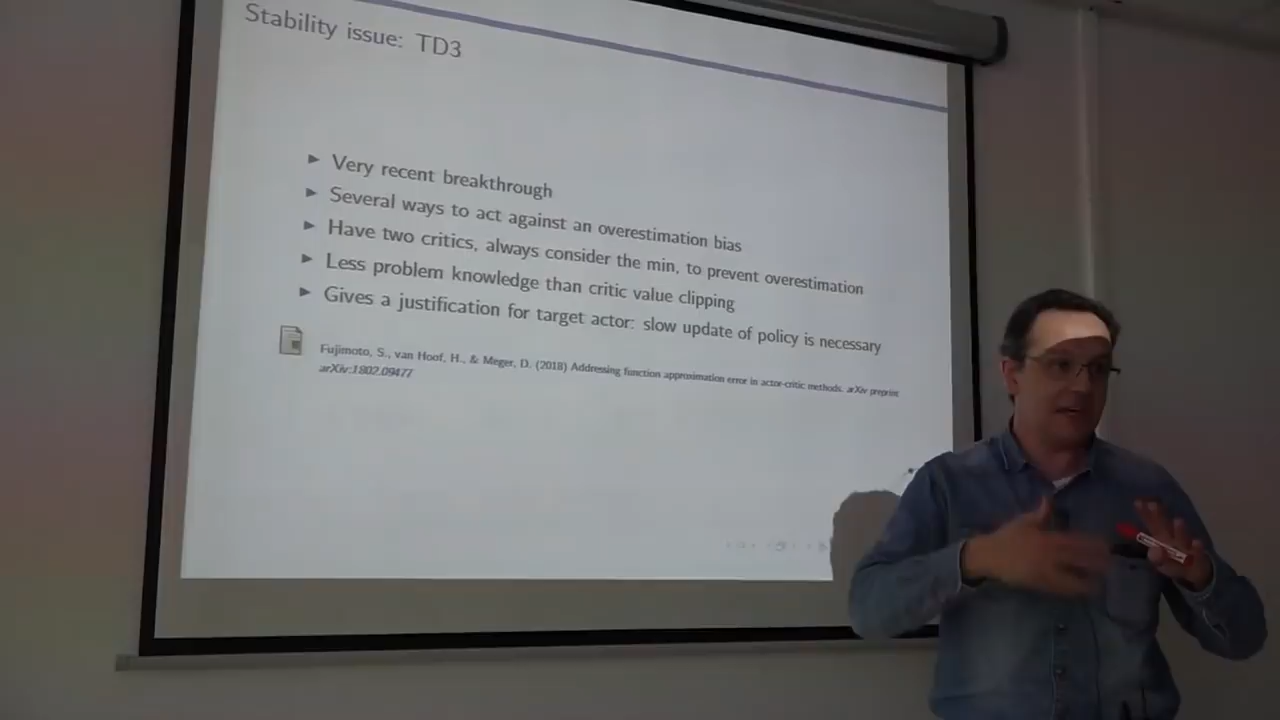 Stability issue: TD3
► Very recent breakthrough
► Several ways to act against an overestimation bias
► Have two critics, always consider the min, to prevent overestimation
► Less problem knowledge than critic value clipping
► Gives a justification for target actor: slow update of policy is necessary
Fujimoto, S., van Hoof, H., & Meger, D. (2018) Addressing function approximation error in actor-critic methods. arXiv preprint
arXiv:1802.09477